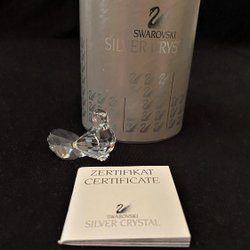 SWAROVSKI
SILVER CRYST
ZERTIFIKAT
CERTIFICATE
SWAROVSKI
SILVER CRYSTAL